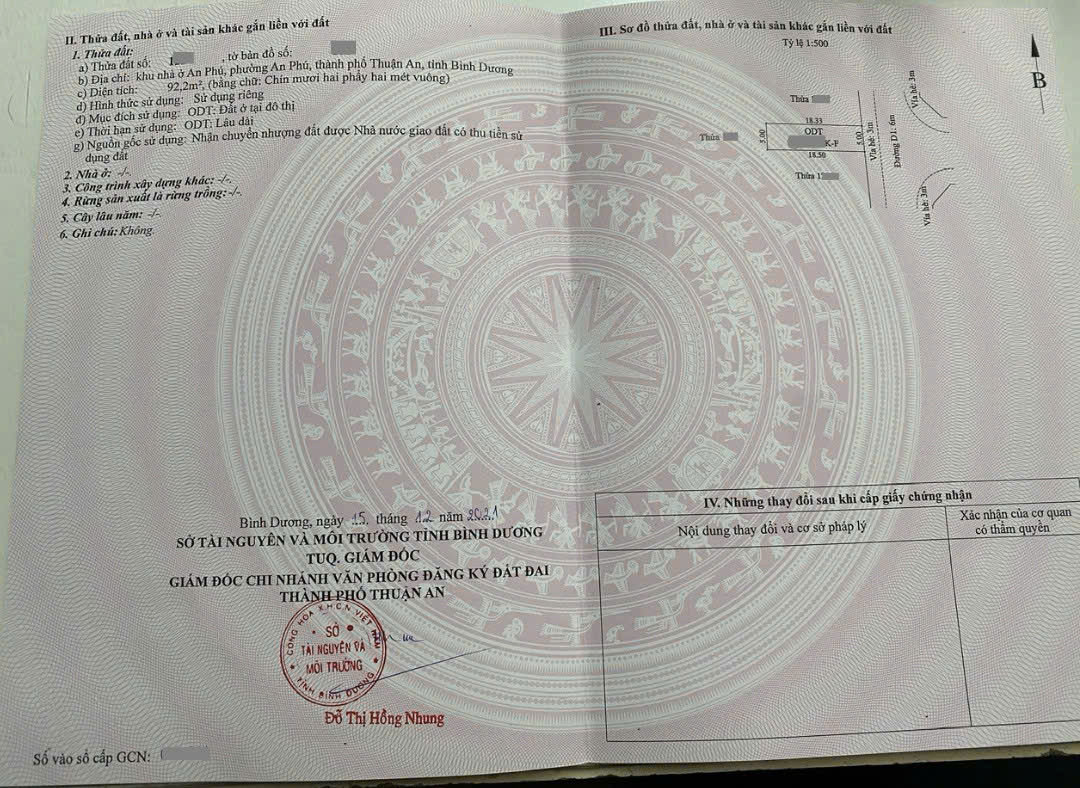 II. Thửa đất, nhà ở và tài sản khác gắn liền với đất
1. Thửa đất:
a) Thửa đất số: 1 , tờ bản đồ số:
b) Địa chỉ: khu nhà ở An Phú, phường An Phú, thành phố Thuận An, tỉnh Bình Dương
c) Diện tích: 92,2m², (bằng chữ: Chín mươi hai phẩy hai mét vuông)
d) Hình thức sử dụng: Sử dụng riêng
đ) Mục đích sử dụng: ODT: Đất ở tại đô thị
e) Thời hạn sử dụng: ODT: Lâu dài
g) Nguồn gốc sử dụng: Nhận chuyển nhượng đất được Nhà nước giao đất có thu tiền sử
dụng đất
2. Nhà ở: -/-.
3. Công trình xây dựng khác: -/-.
4. Rừng sản xuất là rừng trồng: -/-.
5. Cây lâu năm: -/-.
6. Ghi chú: Không.
Bình Dương, ngày 15 tháng 12 năm 2021
SỞ TÀI NGUYÊN VÀ MÔI TRƯỜNG TỈNH BÌNH DƯƠNG
TUQ. GIÁM ĐỐC
GIÁM ĐỐC CHI NHÁNH VĂN PHÒNG ĐĂNG KÝ ĐẤT ĐAI
THÀNH PHỐ THUẬN AN
CỘNG HÒA X.H.C.N VIỆT NAM
SỞ
TÀI NGUYÊN VÀ
MÔI TRƯỜNG
TỈNH BÌNH DƯƠNG
Đỗ Thị Hồng Nhung
Số vào sổ cấp GCN:
III. Sơ đồ thửa đất, nhà ở và tài sản khác gắn liền với đất
Tỷ lệ 1:500
B
Thửa
Thửa
18.33
5.00
ODT
K-F
5.00
18.50
Thửa 1
Vỉa hè: 3m
Đường D1: 6m
Vỉa hè: 3m
Vỉa hè: 3m
IV. Những thay đổi sau khi cấp giấy chứng nhận
Nội dung thay đổi và cơ sở pháp lý
Xác nhận của cơ quan
có thẩm quyền